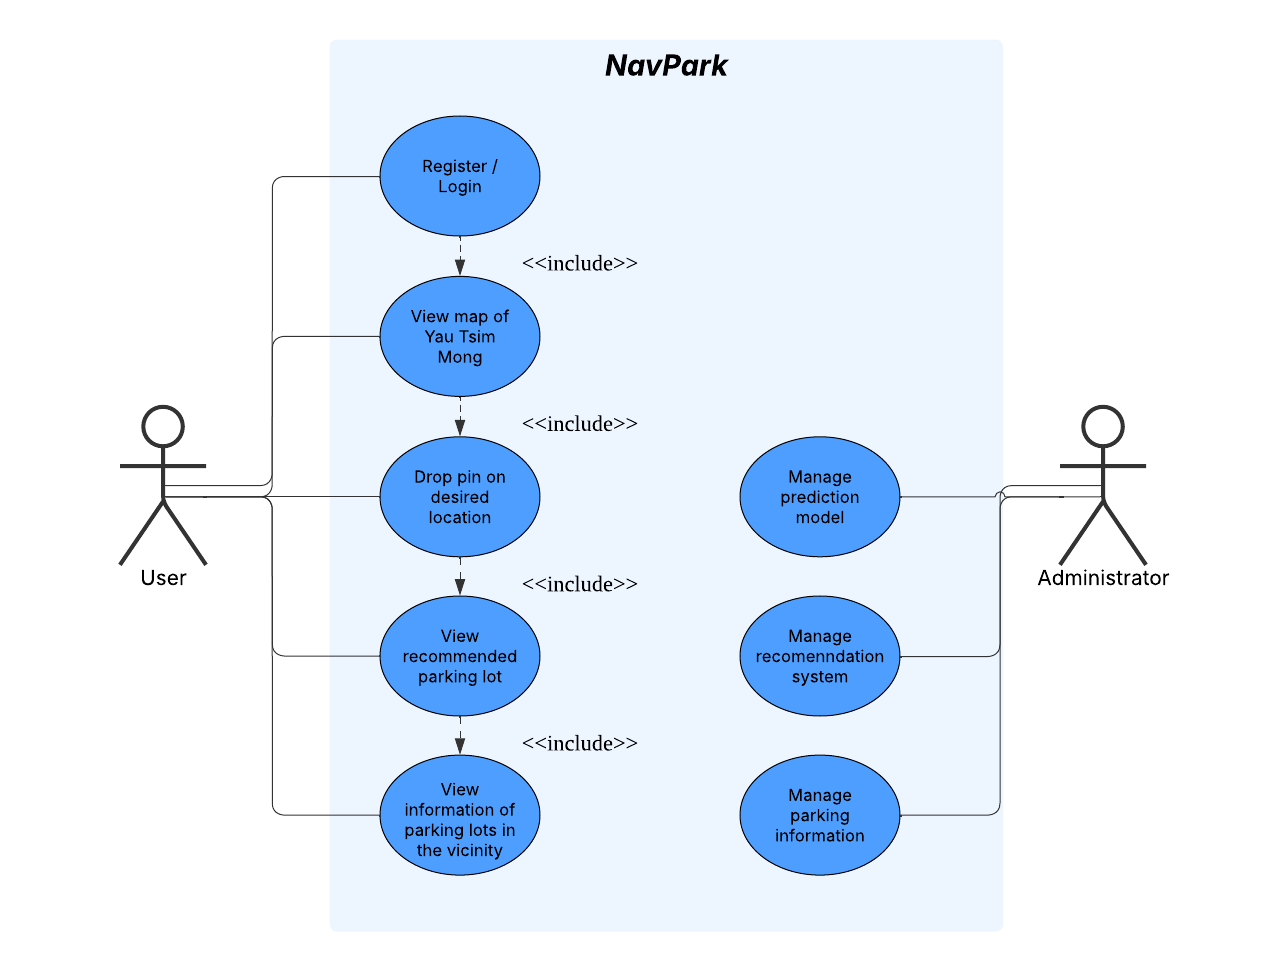 NavPark
Register /
Login
<<include>>
View map of
Yau Tsim
Mong
<<include>>
Drop pin on
desired
location
<<include>>
View
recommended
parking lot
<<include>>
View
information of
parking lots in
the vicinity
Manage
prediction
model
Manage
recomenndation
system
Manage
parking
information
User
Administrator